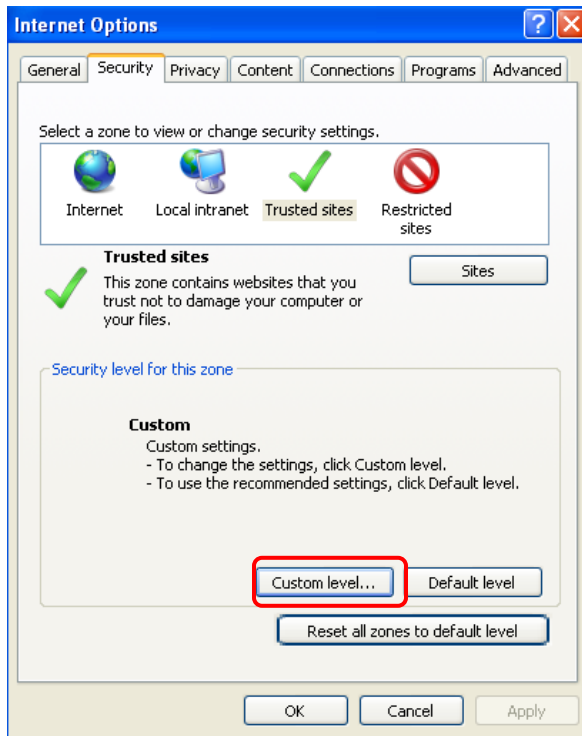 Internet Options
General Security Privacy Content Connections Programs Advanced
Select a zone to view or change security settings.
Internet Local intranet Trusted sites Restricted
sites
Trusted sites
Sites
This zone contains websites that you
trust not to damage your computer or
your files.
Security level for this zone
Custom
Custom settings.
- To change the settings, click Custom level.
- To use the recommended settings, click Default level.
Custom level... Default level
Reset all zones to default level
OK Cancel Apply